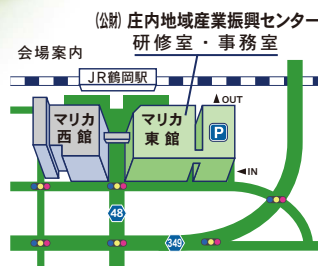 (公財)庄内地域産業振興センター
研修室・事務室
会場案内
JR鶴岡駅
OUT
マリカ
西館
マリカ
東館
P
IN
48
349